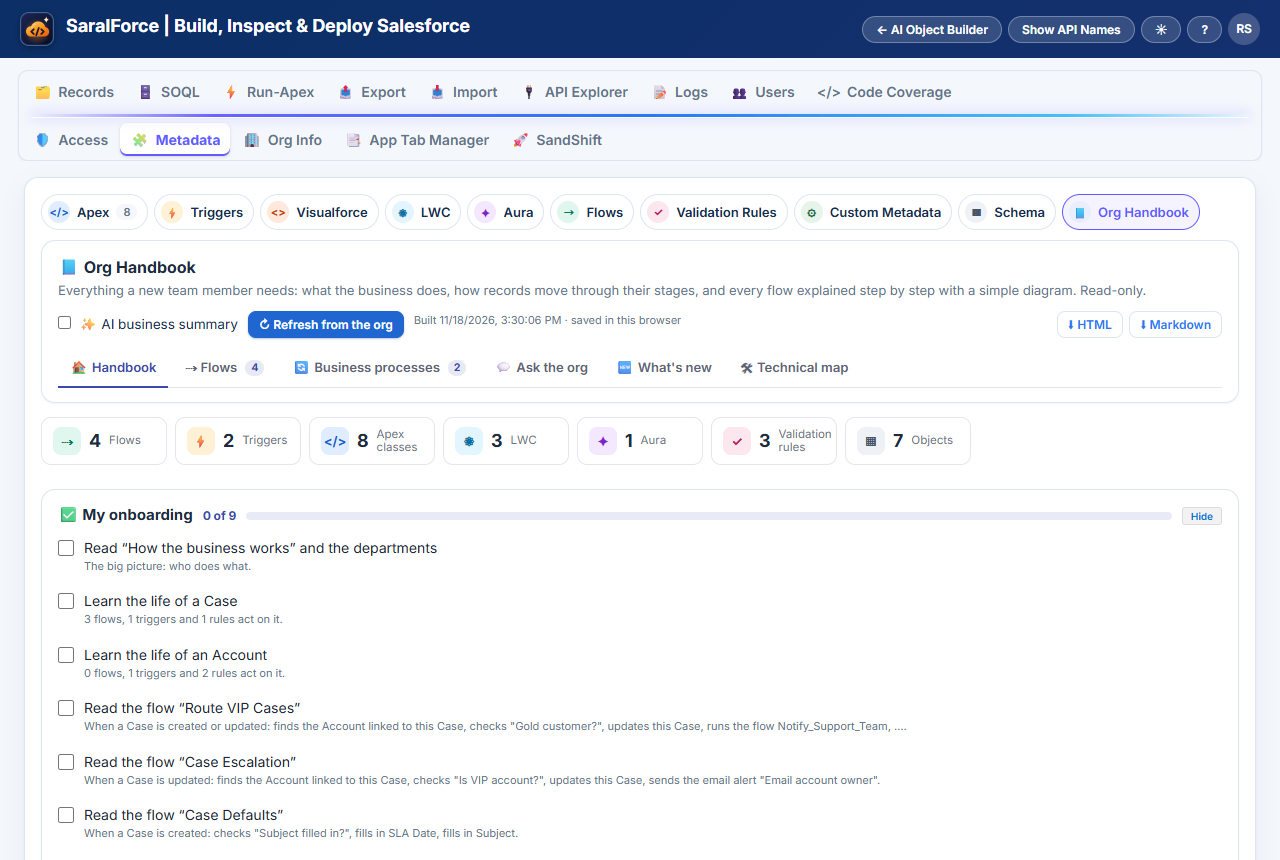 SaralForce | Build, Inspect & Deploy Salesforce
← AI Object Builder
Show API Names
?
RS
Records
SOQL
Run-Apex
Export
Import
API Explorer
Logs
Users
</> Code Coverage
Access
Metadata
Org Info
App Tab Manager
SandShift
</> Apex 8
Triggers
<> Visualforce
LWC
Aura
Flows
Validation Rules
Custom Metadata
Schema
Org Handbook
Org Handbook
Everything a new team member needs: what the business does, how records move through their stages, and every flow explained step by step with a simple diagram. Read-only.
AI business summary
↻ Refresh from the org
Built 11/18/2026, 3:30:06 PM · saved in this browser
⬇ HTML
⬇ Markdown
Handbook
Flows 4
Business processes 2
Ask the org
NEW What's new
Technical map
4 Flows
2 Triggers
</> 8 Apex classes
3 LWC
1 Aura
3 Validation rules
7 Objects
My onboarding 0 of 9
Hide
Read “How the business works” and the departments
The big picture: who does what.
Learn the life of a Case
3 flows, 1 triggers and 1 rules act on it.
Learn the life of an Account
0 flows, 1 triggers and 2 rules act on it.
Read the flow “Route VIP Cases”
When a Case is created or updated: finds the Account linked to this Case, checks "Gold customer?", updates this Case, runs the flow Notify_Support_Team, ….
Read the flow “Case Escalation”
When a Case is updated: finds the Account linked to this Case, checks "Is VIP account?", updates this Case, sends the email alert "Email account owner".
Read the flow “Case Defaults”
When a Case is created: checks "Subject filled in?", fills in SLA Date, fills in Subject.